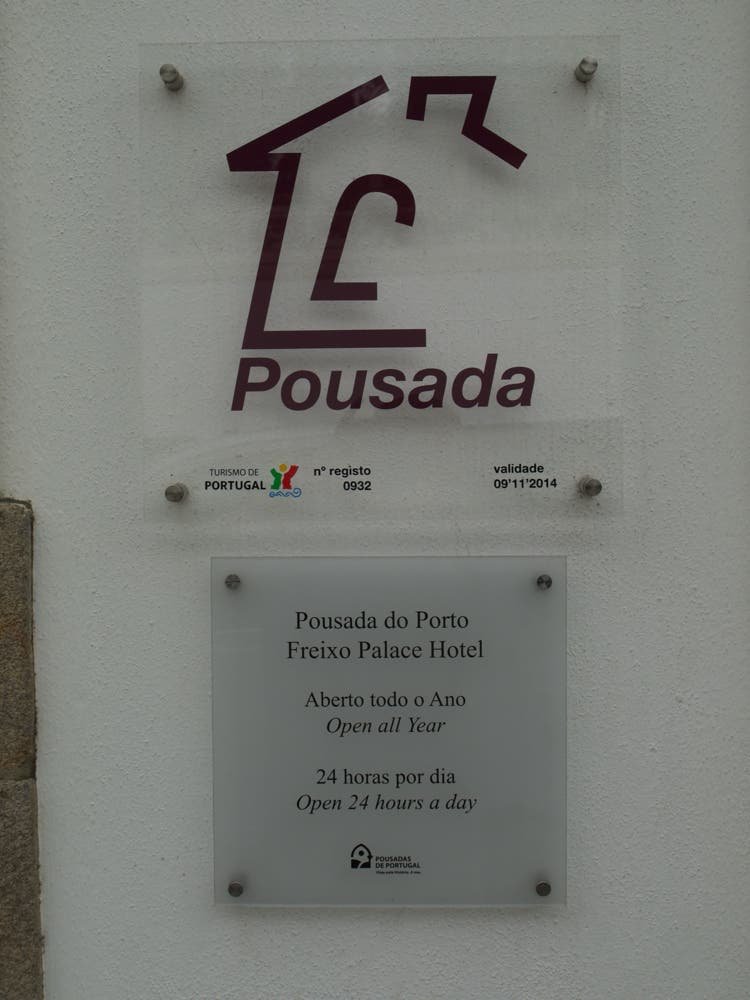 Pousada
TURISMO DE
PORTUGAL
nº registo
0932
validade
09'11'2014
Pousada do Porto
Freixo Palace Hotel
Aberto todo o Ano
Open all Year
24 horas por dia
Open 24 hours a day
POUSADAS
DE PORTUGAL